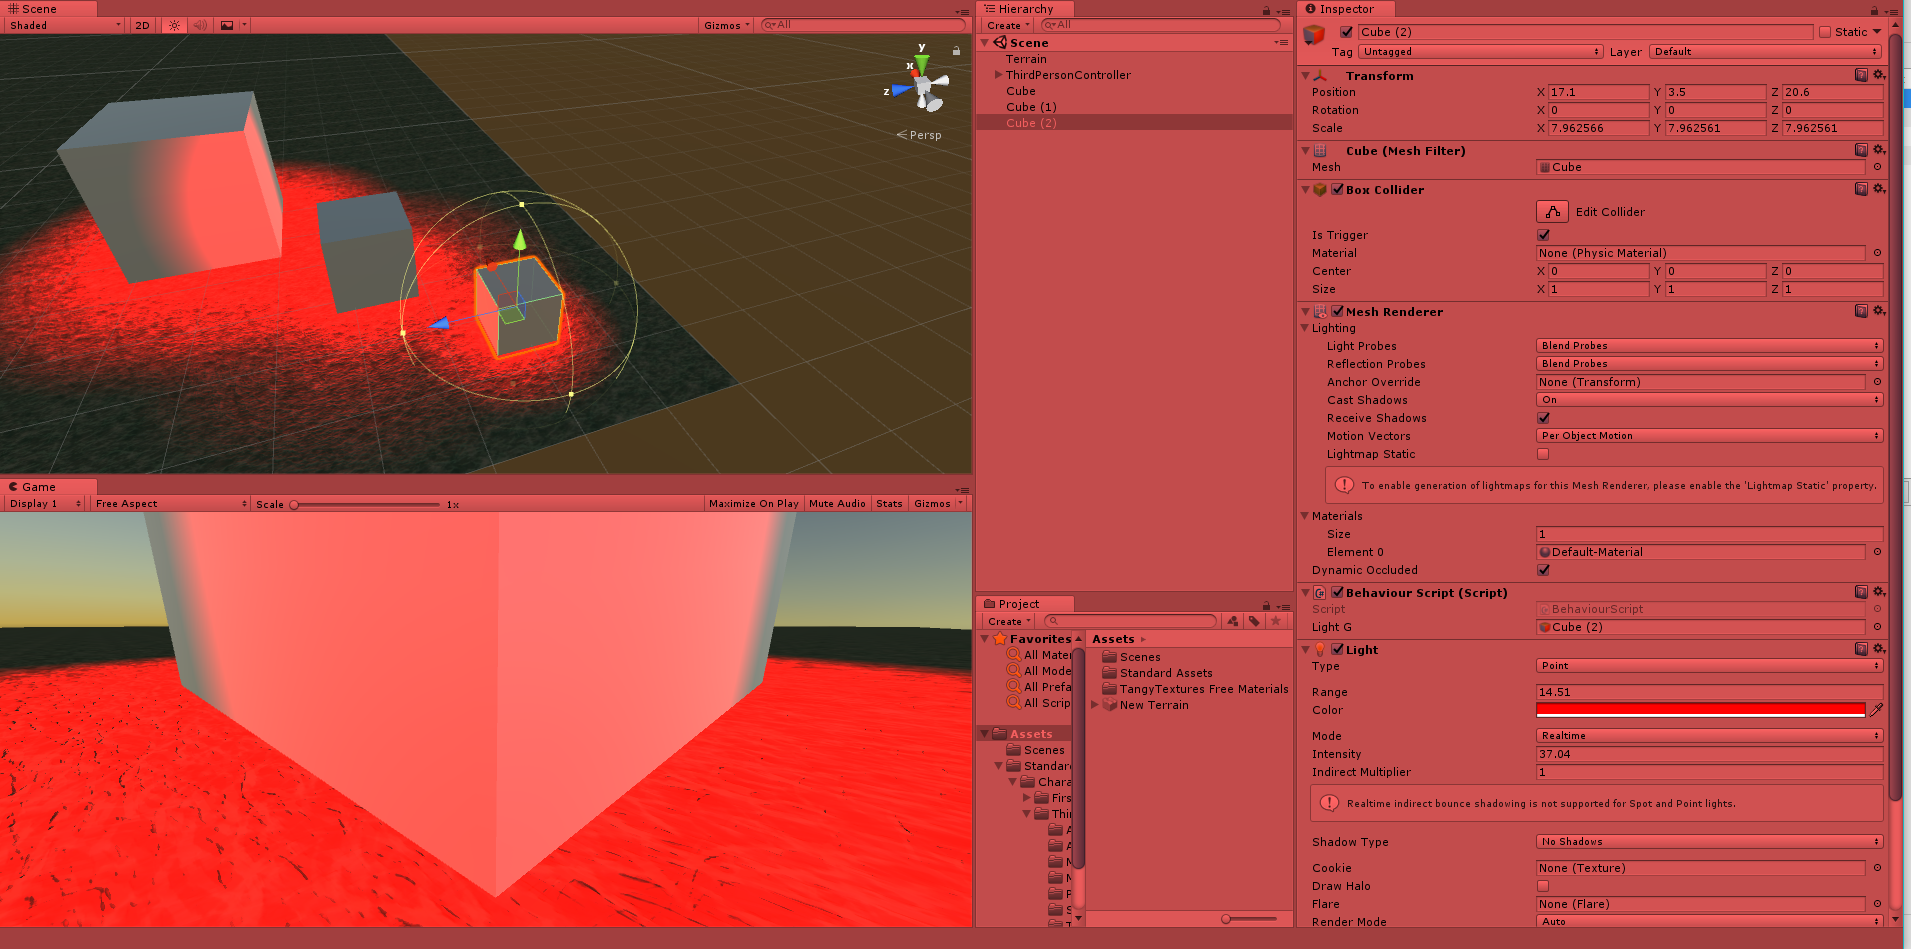 Scene
Shaded 2D Gizmos All
y
x
z
Persp
Game
Display 1 Free Aspect Scale 1x Maximize On Play Mute Audio Stats Gizmos
Hierarchy
Create All
Scene
Terrain
ThirdPersonController
Cube
Cube (1)
Cube (2)
Project
Create
Favorites
All Mater
All Mode
All Prefa
All Scrip
Assets
Scenes
Standard
Chara
Firs
Thir
Assets
Scenes
Standard Assets
TangyTextures Free Materials
New Terrain
Inspector
Cube (2) Static
Tag Untagged Layer Default
Transform
Position X 17.1 Y 3.5 Z 20.6
Rotation X 0 Y 0 Z 0
Scale X 7.962566 Y 7.962561 Z 7.962561
Cube (Mesh Filter)
Mesh Cube
Box Collider
Edit Collider
Is Trigger
Material None (Physic Material)
Center X 0 Y 0 Z 0
Size X 1 Y 1 Z 1
Mesh Renderer
Lighting
Light Probes Blend Probes
Reflection Probes Blend Probes
Anchor Override None (Transform)
Cast Shadows On
Receive Shadows
Motion Vectors Per Object Motion
Lightmap Static
To enable generation of lightmaps for this Mesh Renderer, please enable the 'Lightmap Static' property.
Materials
Size 1
Element 0 Default-Material
Dynamic Occluded
Behaviour Script (Script)
Script BehaviourScript
Light G Cube (2)
Light
Type Point
Range 14.51
Color
Mode Realtime
Intensity 37.04
Indirect Multiplier 1
Realtime indirect bounce shadowing is not supported for Spot and Point lights.
Shadow Type No Shadows
Cookie None (Texture)
Draw Halo
Flare None (Flare)
Render Mode Auto